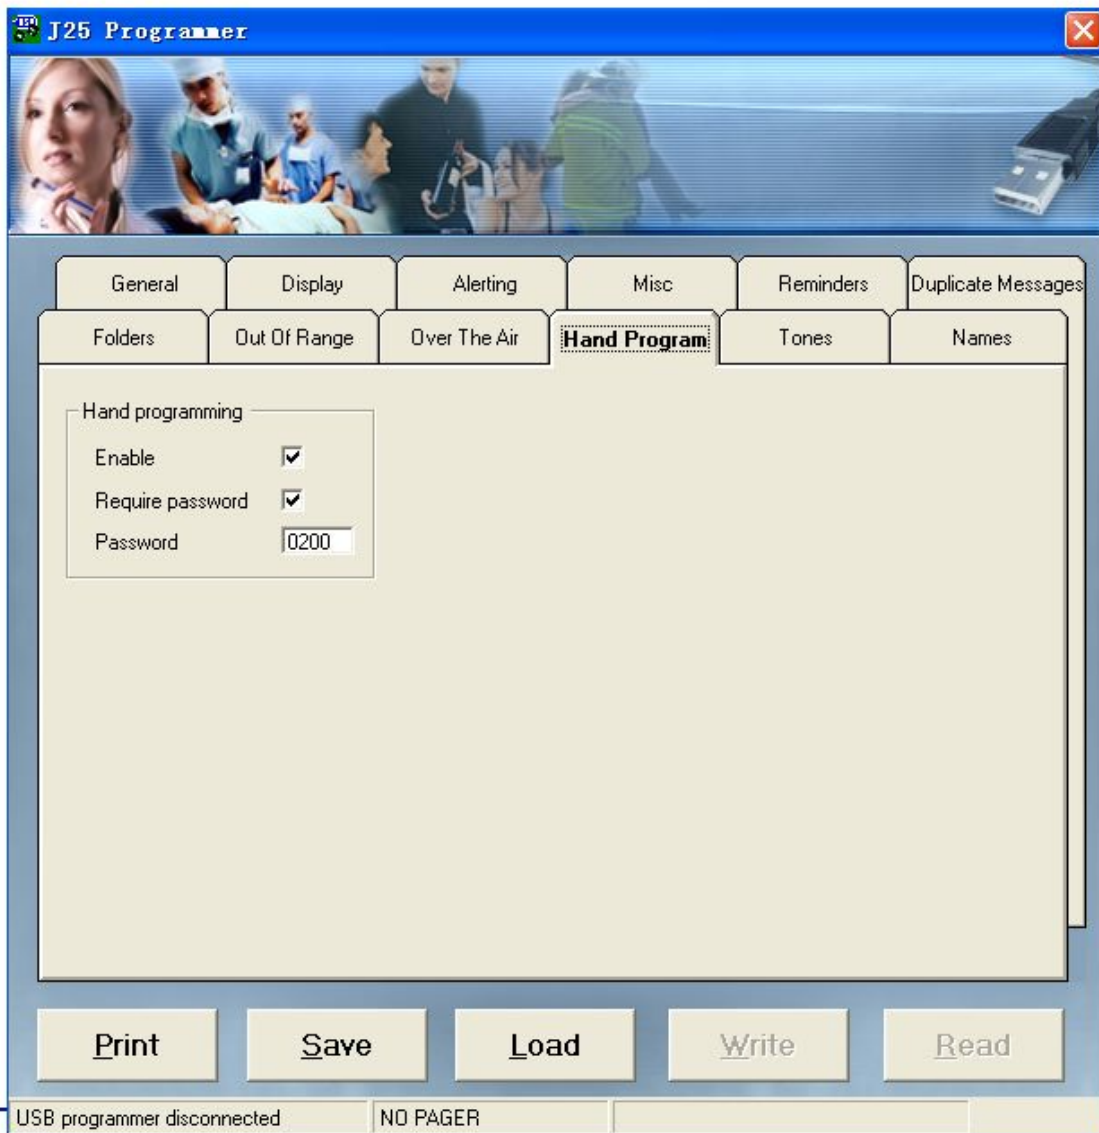 J25 Programmer
General Display Alerting Misc Reminders Duplicate Messages
Folders Out Of Range Over The Air Hand Program Tones Names
Hand programming
Enable
Require password
Password 0200
Print Save Load Write Read
USB programmer disconnected NO PAGER